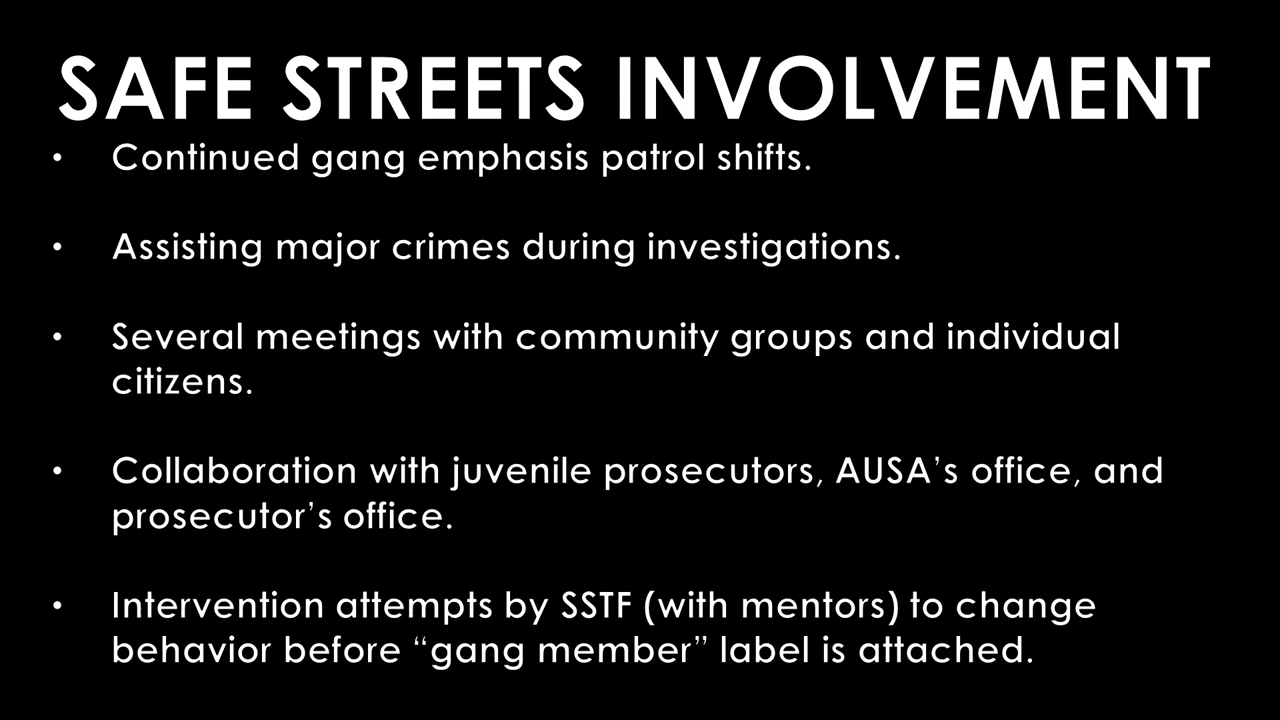 SAFE STREETS INVOLVEMENT
• Continued gang emphasis patrol shifts.
• Assisting major crimes during investigations.
• Several meetings with community groups and individual
citizens.
• Collaboration with juvenile prosecutors, AUSA’s office, and
prosecutor’s office.
• Intervention attempts by SSTF (with mentors) to change
behavior before “gang member” label is attached.